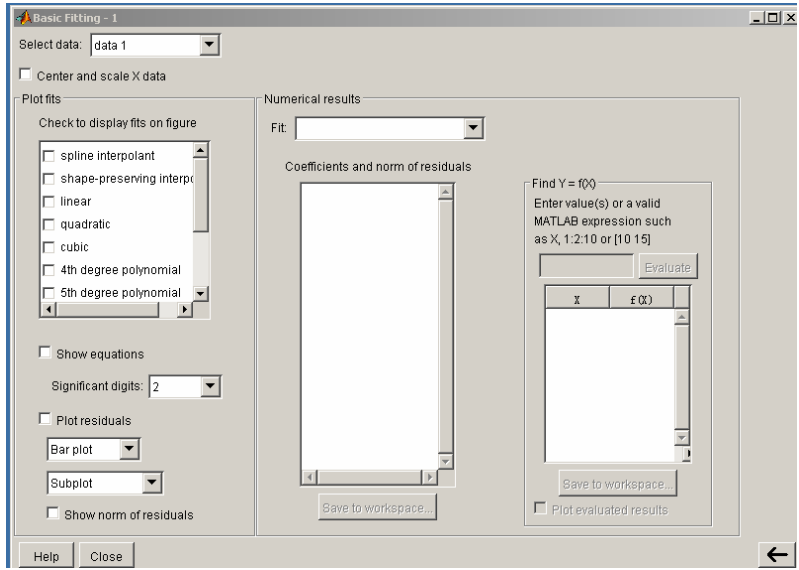 Basic Fitting - 1
Select data: data 1
Center and scale X data
Plot fits
Check to display fits on figure
spline interpolant
shape-preserving interpo
linear
quadratic
cubic
4th degree polynomial
5th degree polynomial
Show equations
Significant digits: 2
Plot residuals
Bar plot
Subplot
Show norm of residuals
Numerical results
Fit:
Coefficients and norm of residuals
Save to workspace...
Find Y = f(X)
Enter value(s) or a valid
MATLAB expression such
as X, 1:2:10 or [10 15]
Evaluate
X f(X)
Save to workspace...
Plot evaluated results
Help Close